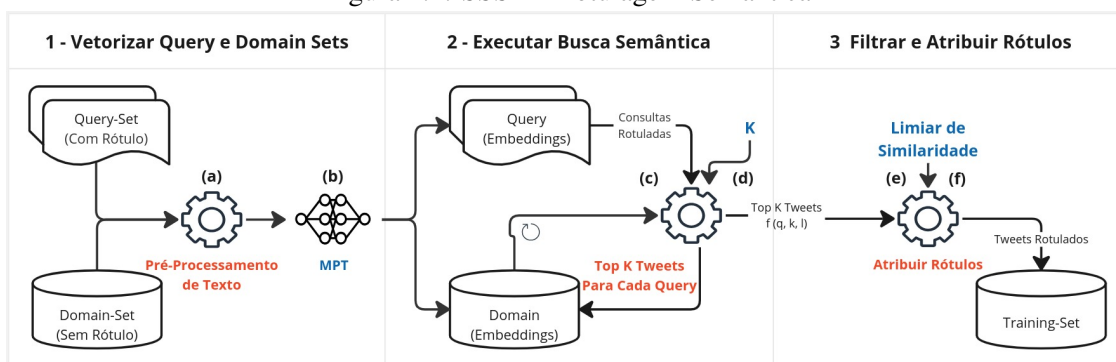 1 - Vetorizar Query e Domain Sets
2 - Executar Busca Semântica
3 Filtrar e Atribuir Rótulos
Query-Set
(Com Rótulo)
(a)
(b)
Pré-Processamento
de Texto
MPT
Domain-Set
(Sem Rótulo)
Query
(Embeddings)
Consultas
Rotuladas
K
(c)
(d)
Top K Tweets
Para Cada Query
Domain
(Embeddings)
Top K Tweets
f (q, k, l)
Limiar de
Similaridade
(e)
(f)
Atribuir Rótulos
Tweets Rotulados
Training-Set